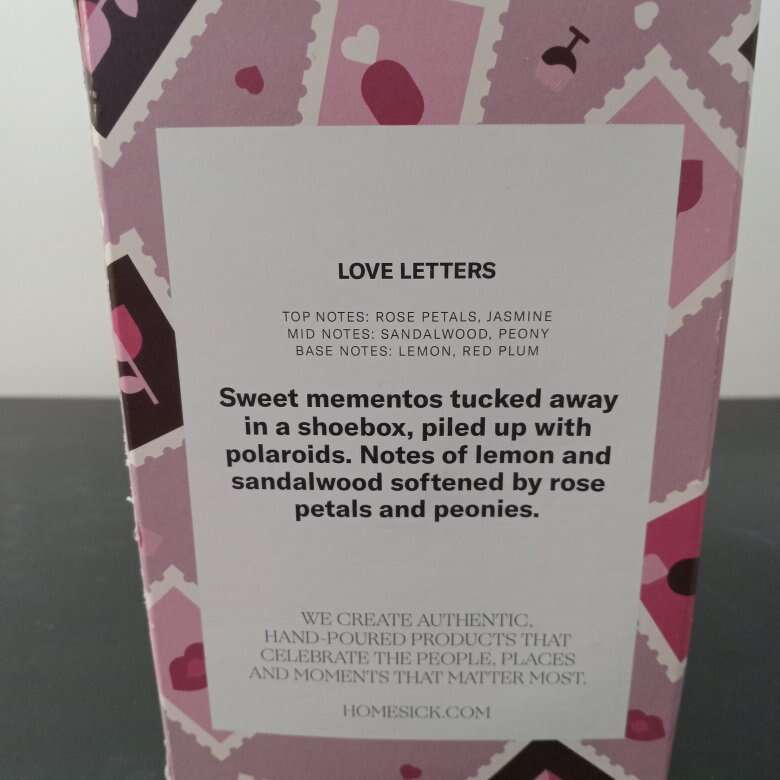 LOVE LETTERS
TOP NOTES: ROSE PETALS, JASMINE
MID NOTES: SANDALWOOD, PEONY
BASE NOTES: LEMON, RED PLUM
Sweet mementos tucked away
in a shoebox, piled up with
polaroids. Notes of lemon and
sandalwood softened by rose
petals and peonies.
WE CREATE AUTHENTIC,
HAND-POURED PRODUCTS THAT
CELEBRATE THE PEOPLE, PLACES
AND MOMENTS THAT MATTER MOST.
HOMESICK.COM